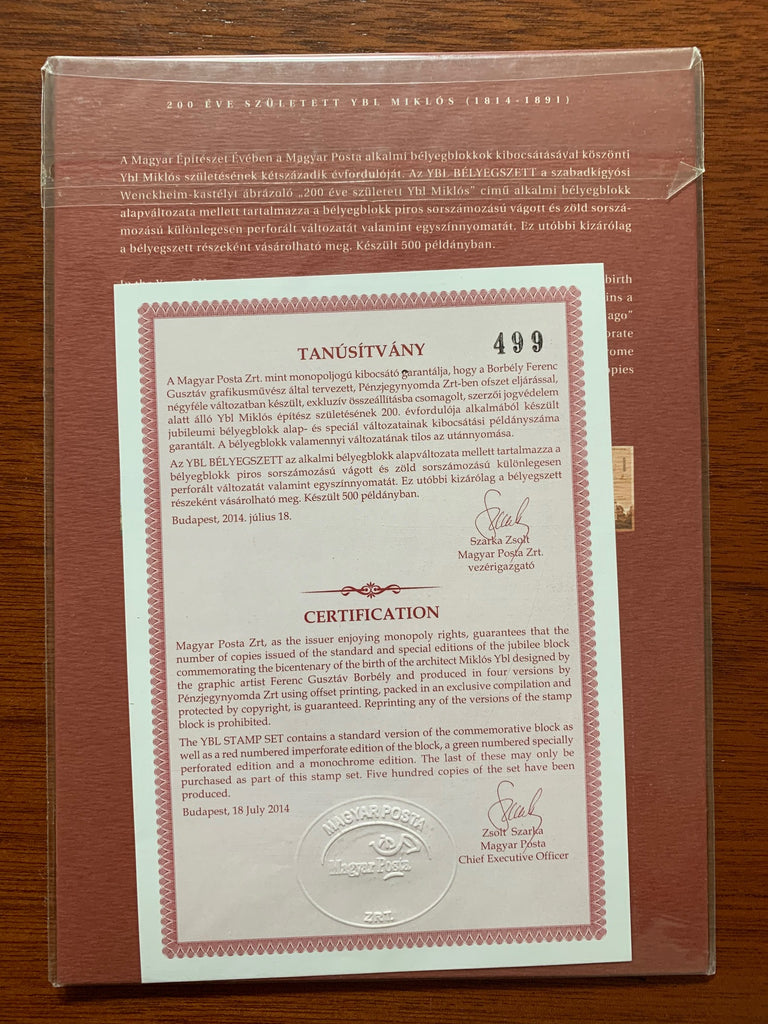 200 ÉVE SZÜLETETT YBL MIKLÓS (1814-1891)
A Magyar Építészet Évében a Magyar Posta alkalmi bélyegblokkok kibocsátásával köszönti
Ybl Miklós születésének kétszázadik évfordulóját. Az YBL BÉLYEGSZETT a szabadkígyósi
Wenckheim-kastélyt ábrázoló „200 éve született Ybl Miklós” című alkalmi bélyegblokk
alapváltozata mellett tartalmazza a bélyegblokk piros sorszámozású vágott és zöld sorszá-
mozású különlegesen perforált változatát valamint egyszínnyomatát. Ez utóbbi kizárólag
a bélyegszett részeként vásárolható meg. Készült 500 példányban.
birth
ins a
ago”
orate
rome
opies
499
TANÚSÍTVÁNY
A Magyar Posta Zrt. mint monopoljogú kibocsátó garantálja, hogy a Borbély Ferenc
Gusztáv grafikusművész által tervezett, Pénzjegynyomda Zrt-ben ofszet eljárással,
négyféle változatban készült, exkluzív összeállításba csomagolt, szerzői jogvédelem
alatt álló Ybl Miklós építész születésének 200. évfordulója alkalmából készült
jubileumi bélyegblokk alap- és speciál változatainak kibocsátási példányszáma
garantált. A bélyegblokk valamennyi változatának tilos az utánnyomása.
Az YBL BÉLYEGSZETT az alkalmi bélyegblokk alapváltozata mellett tartalmazza a
bélyegblokk piros sorszámozású vágott és zöld sorszámozású különlegesen
perforált változatát valamint egyszínnyomatát. Ez utóbbi kizárólag a bélyegszett
részeként vásárolható meg. Készült 500 példányban.
Budapest, 2014. július 18.
Szarka Zsolt
Magyar Posta Zrt.
vezérigazgató
CERTIFICATION
Magyar Posta Zrt, as the issuer enjoying monopoly rights, guarantees that the
number of copies issued of the standard and special editions of the jubilee block
commemorating the bicentenary of the birth of the architect Miklós Ybl designed by
the graphic artist Ferenc Gusztáv Borbély and produced in four versions by
Pénzjegynyomda Zrt using offset printing, packed in an exclusive compilation and
protected by copyright, is guaranteed. Reprinting any of the versions of the stamp
block is prohibited.
The YBL STAMP SET contains a standard version of the commemorative block as
well as a red numbered imperforate edition of the block, a green numbered specially
perforated edition and a monochrome edition. The last of these may only be
purchased as part of this stamp set. Five hundred copies of the set have been
produced.
Budapest, 18 July 2014
Zsolt Szarka
Magyar Posta
Chief Executive Officer
MAGYAR POSTA
Magyar Posta
ZRT.